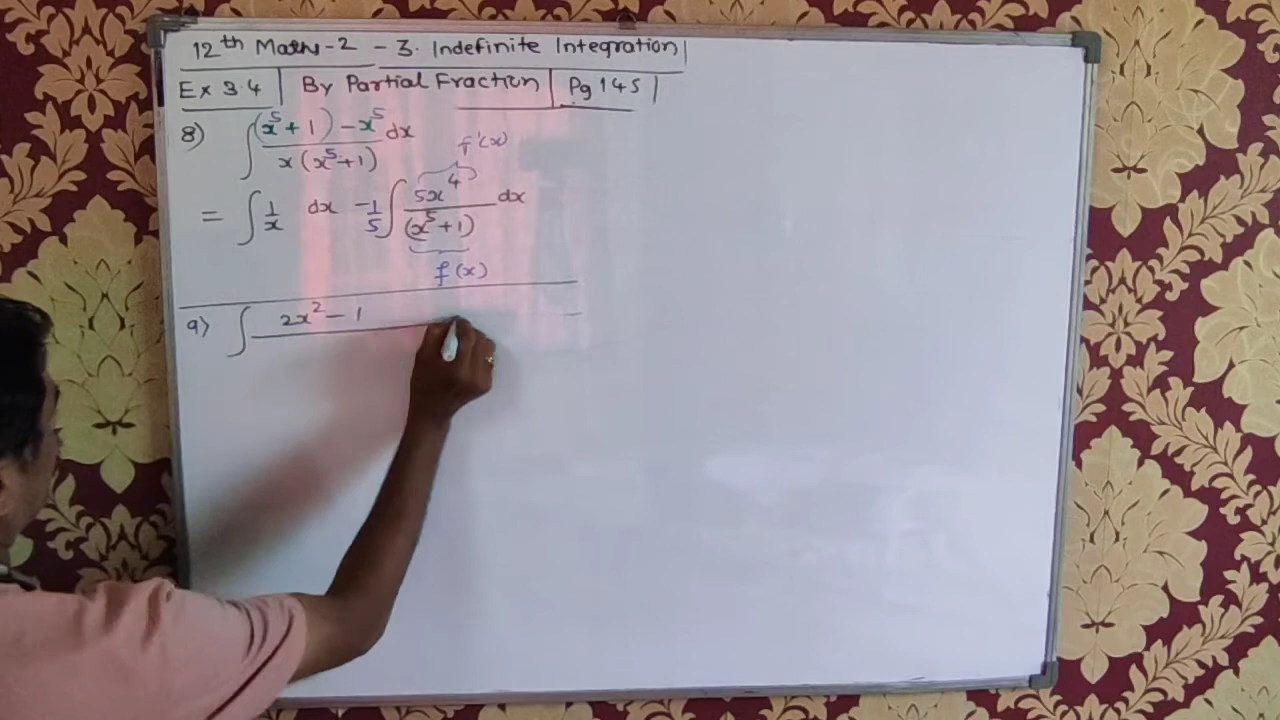 12th Maths-2 - 3. Indefinite Integration
Ex 3.4 | By Partial Fraction | Pg 145 |
8) ∫ (x⁵ + 1) - x⁵ / x (x⁵+1) dx
f'(x)
= ∫ 1/x dx - 1/5 ∫ 5x⁴ / (x⁵+1) dx
f(x)
9) ∫ 2x² - 1